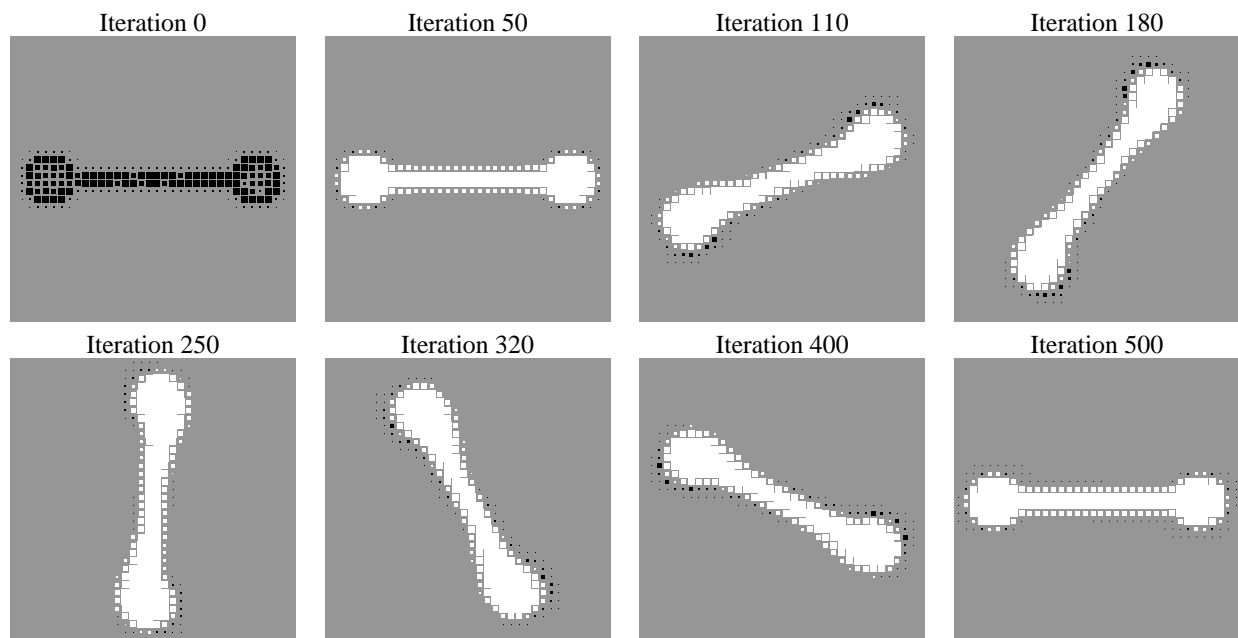 Iteration 0
Iteration 50
Iteration 110
Iteration 180
Iteration 250
Iteration 320
Iteration 400
Iteration 500